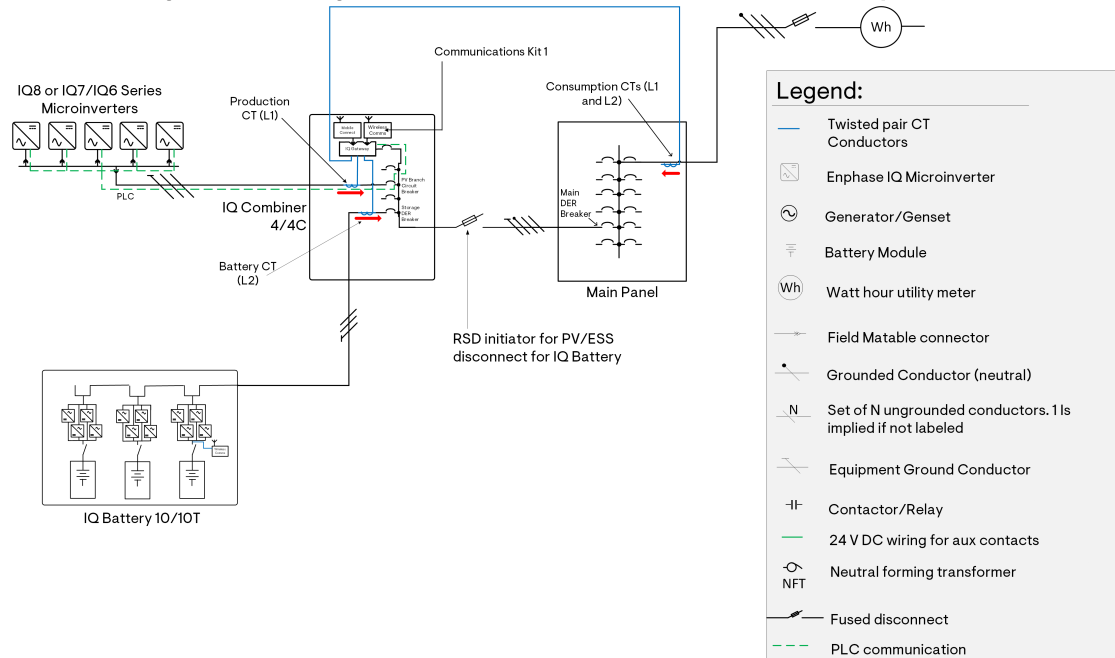 Communications Kit 1
IQ8 or IQ7/IQ6 Series
Microinverters
PLC
Production
CT (L1)
IQ Combiner
4/4C
Battery CT
(L2)
Mobile
Connect
Wireless
Comms
IQ Gateway
PV Branch
Circuit
Breaker
Storage
DER
Breaker
RSD initiator for PV/ESS
disconnect for IQ Battery
Consumption CTs (L1
and L2)
Main
DER
Breaker
Main Panel
Wh
IQ Battery 10/10T
Legend:
Twisted pair CT
Conductors
Enphase IQ Microinverter
Generator/Genset
Battery Module
Wh
Watt hour utility meter
Field Matable connector
Grounded Conductor (neutral)
N
Set of N ungrounded conductors. 1 Is
implied if not labeled
Equipment Ground Conductor
Contactor/Relay
24 V DC wiring for aux contacts
NFT
Neutral forming transformer
Fused disconnect
PLC communication